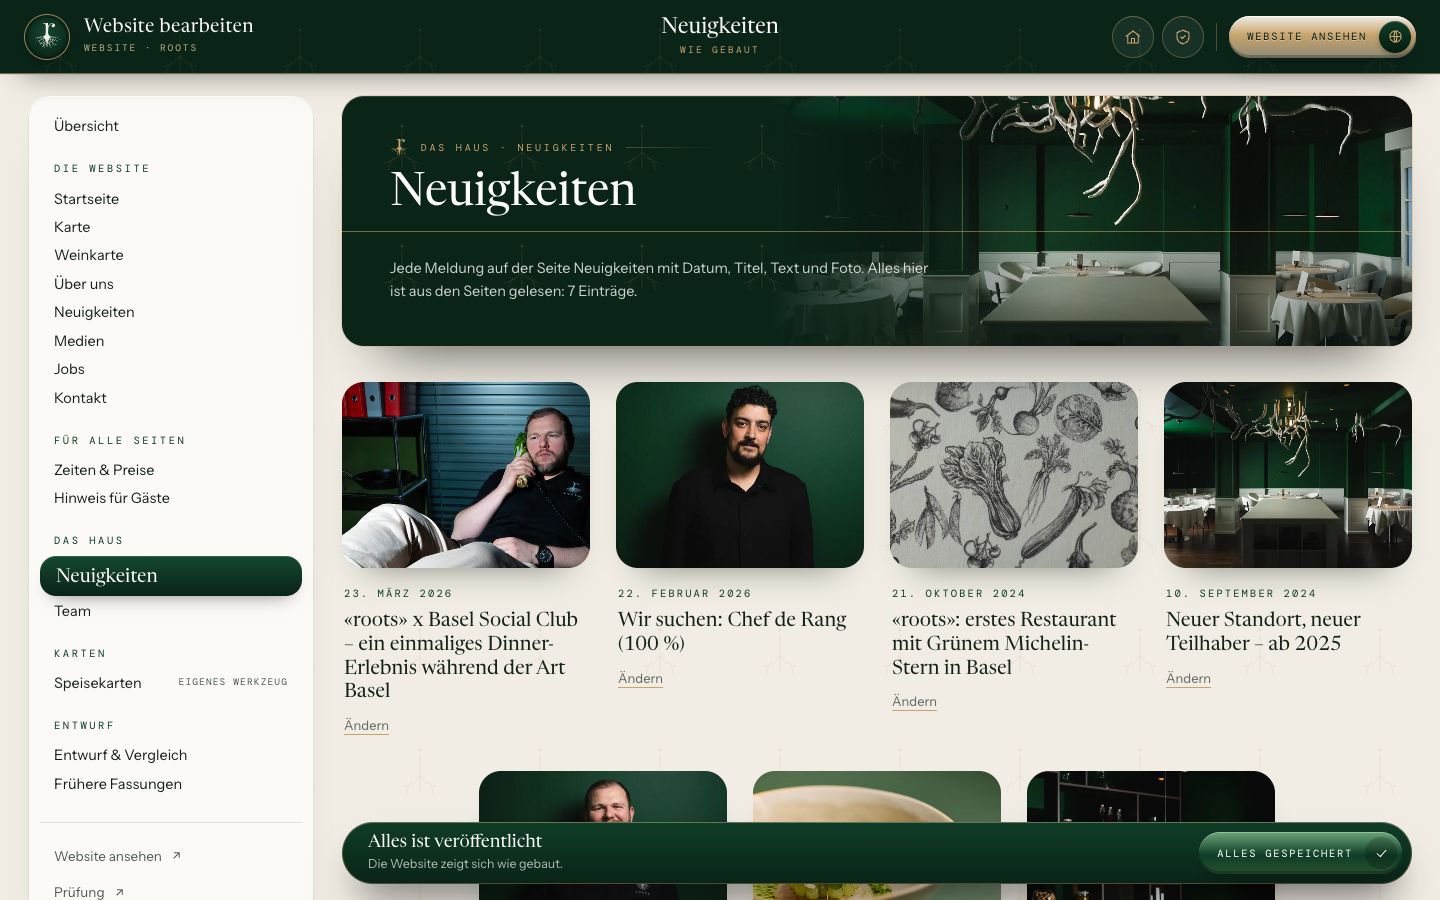 Website bearbeiten
WEBSITE · ROOTS
Neuigkeiten
WIE GEBAUT
WEBSITE ANSEHEN
Übersicht
DIE WEBSITE
Startseite
Karte
Weinkarte
Über uns
Neuigkeiten
Medien
Jobs
Kontakt
FÜR ALLE SEITEN
Zeiten & Preise
Hinweis für Gäste
DAS HAUS
Neuigkeiten
Team
KARTEN
Speisekarten
EIGENES WERKZEUG
ENTWURF
Entwurf & Vergleich
Frühere Fassungen
Website ansehen
Prüfung
DAS HAUS · NEUIGKEITEN
Neuigkeiten
Jede Meldung auf der Seite Neuigkeiten mit Datum, Titel, Text und Foto. Alles hier
ist aus den Seiten gelesen: 7 Einträge.
23. MÄRZ 2026
«roots» x Basel Social Club
– ein einmaliges Dinner-
Erlebnis während der Art
Basel
Ändern
22. FEBRUAR 2026
Wir suchen: Chef de Rang
(100 %)
Ändern
21. OKTOBER 2024
«roots»: erstes Restaurant
mit Grünem Michelin-
Stern in Basel
Ändern
10. SEPTEMBER 2024
Neuer Standort, neuer
Teilhaber – ab 2025
Ändern
Alles ist veröffentlicht
Die Website zeigt sich wie gebaut.
ALLES GESPEICHERT